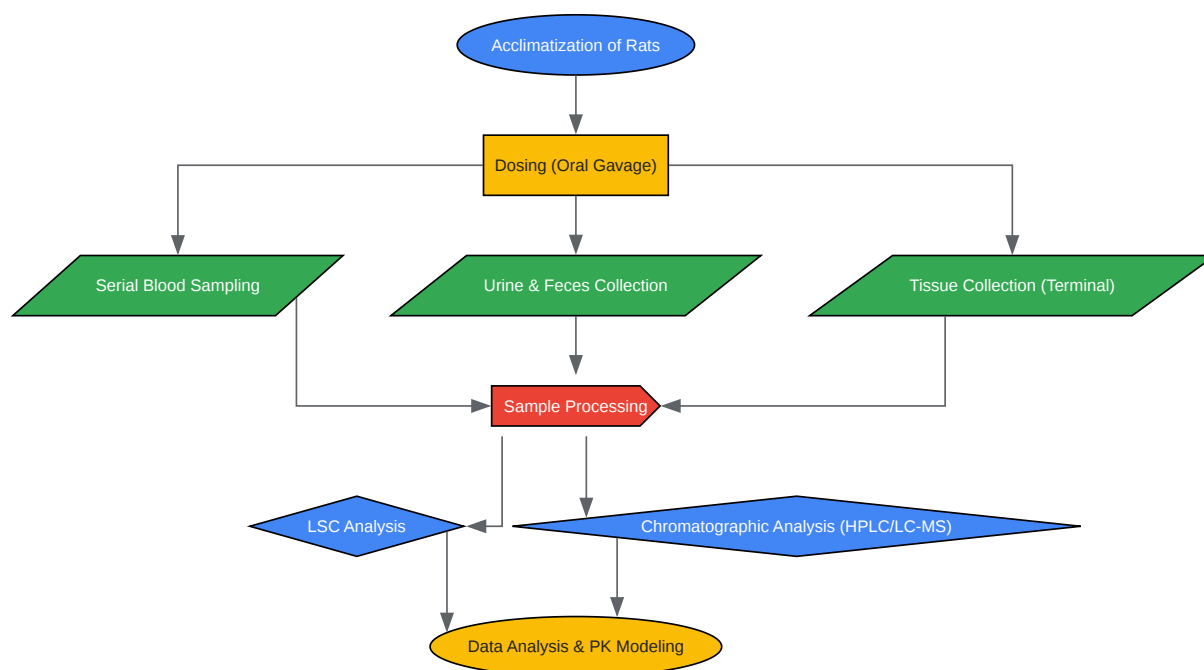 Acclimatization of Rats
Dosing (Oral Gavage)
Serial Blood Sampling
Urine & Feces Collection
Tissue Collection (Terminal)
Sample Processing
LSC Analysis
Chromatographic Analysis (HPLC/LC-MS)
Data Analysis & PK Modeling